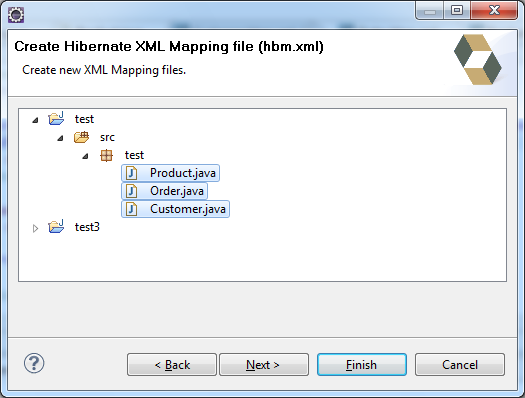 Create Hibernate XML Mapping file (hbm.xml)
Create new XML Mapping files.
test
src
test
Product.java
Order.java
Customer.java
test3
? < Back Next > Finish Cancel